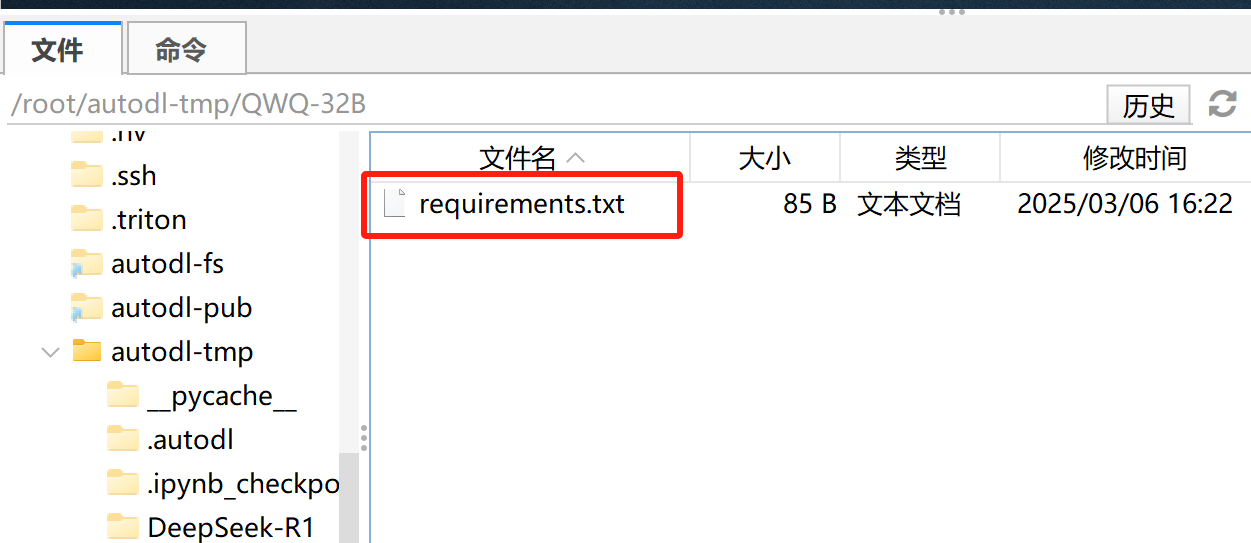 文件 命令
/root/autodl-tmp/QWQ-32B 历史
文件名 大小 类型 修改时间
requirements.txt 85 B 文本文档 2025/03/06 16:22
.nv
.ssh
.triton
autodl-fs
autodl-pub
autodl-tmp
__pycache__
.autodl
.ipynb_checkpo
DeepSeek-R1